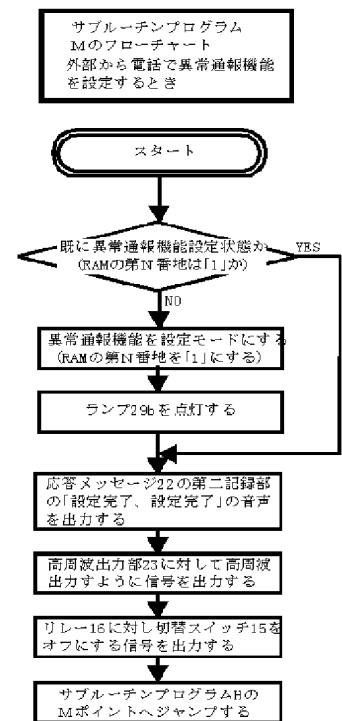 サブルーチンプログラム
Mのフローチャート
外部から電話で異常通報機能
を設定するとき
スタート
既に異常通報機能設定状態か
(RAMの第N番地は「1」か)
YES
NO
異常通報機能を設定モードにする
(RAMの第N番地を「1」にする)
ランプ29bを点灯する
応答メッセージ22の第二記録部
の「設定完了、設定完了」の音声
を出力する
高周波出力部23に対して高周波
出力すように信号を出力する
リレー16に対し切替スイッチ15を
オフにする信号を出力する
サブルーチンプログラムHの
Mポイントへジャンプする